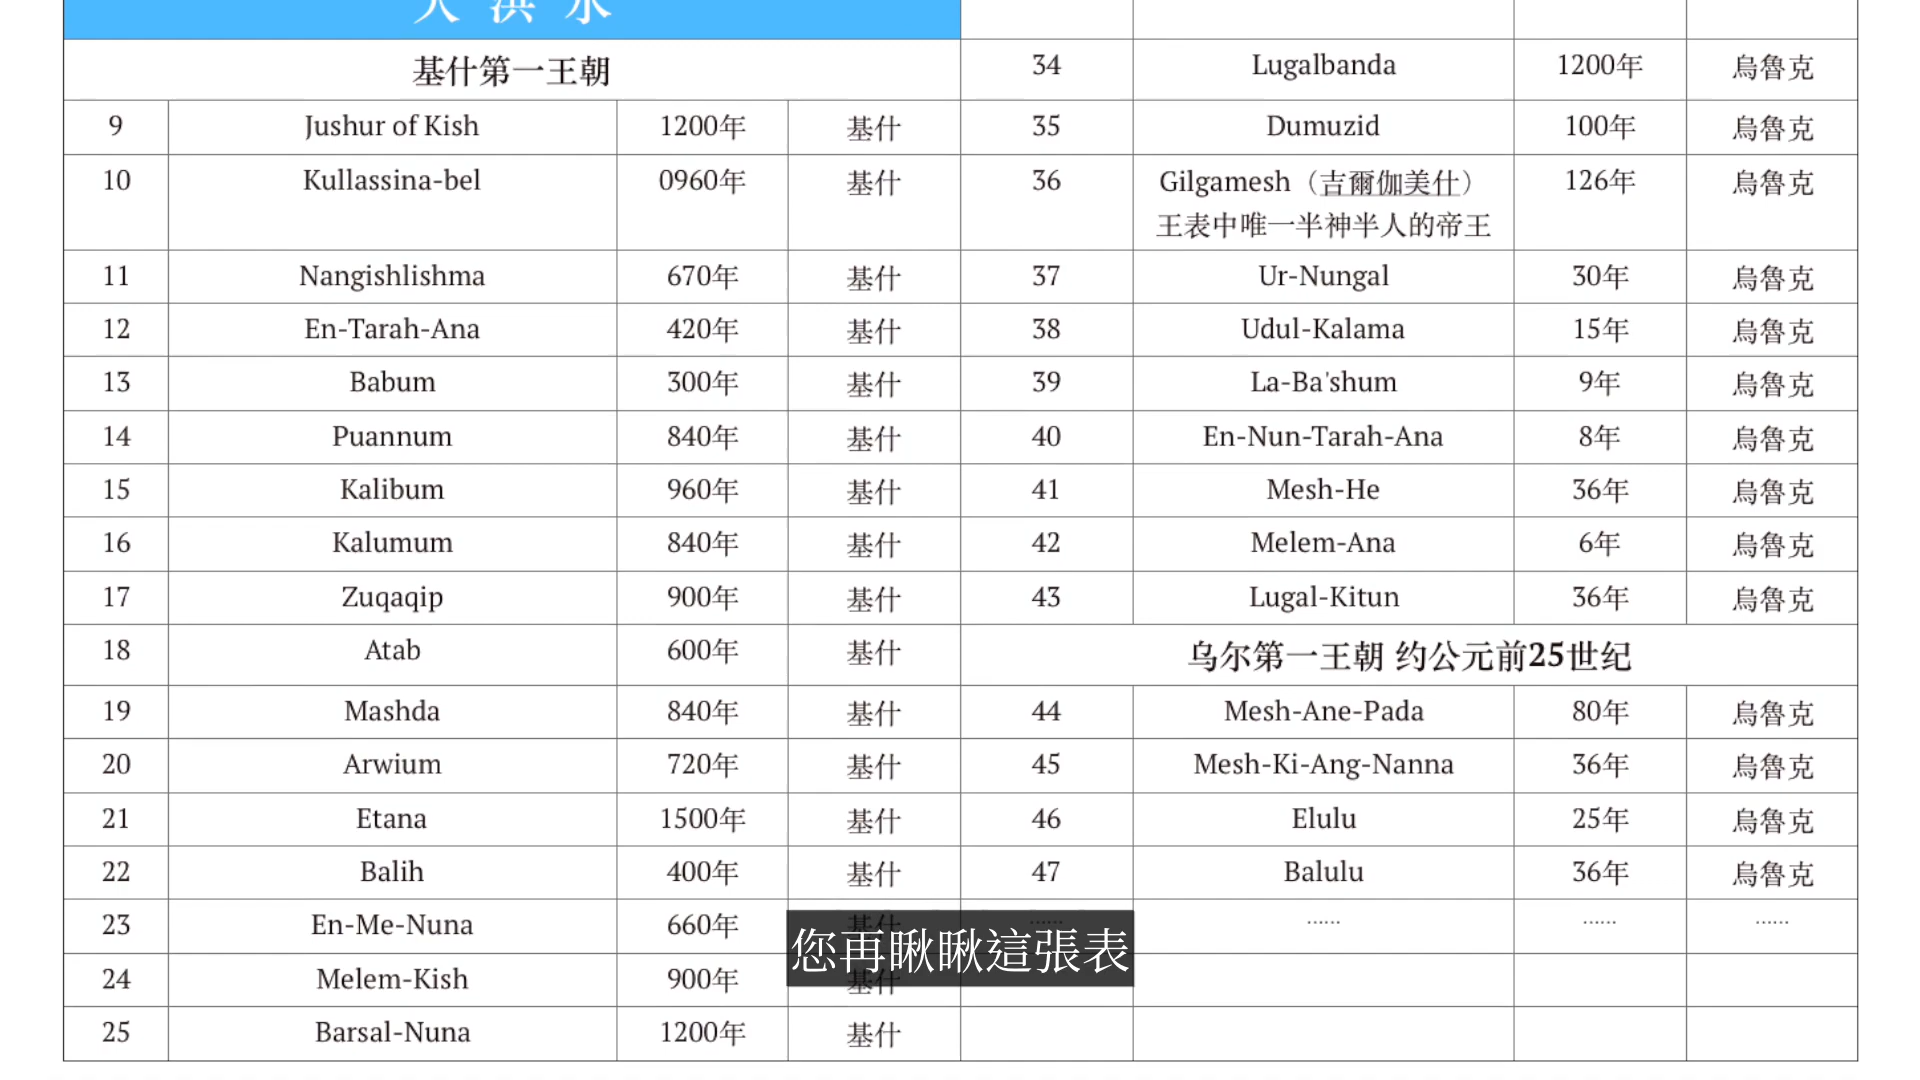 大洪水
基什第一王朝
9 Jushur of Kish 1200年 基什
10 Kullassina-bel 0960年 基什
11 Nangishlishma 670年 基什
12 En-Tarah-Ana 420年 基什
13 Babum 300年 基什
14 Puannum 840年 基什
15 Kalibum 960年 基什
16 Kalumum 840年 基什
17 Zuqaqip 900年 基什
18 Atab 600年 基什
19 Mashda 840年 基什
20 Arwium 720年 基什
21 Etana 1500年 基什
22 Balih 400年 基什
23 En-Me-Nuna 660年 基什
24 Melem-Kish 900年 基什
25 Barsal-Nuna 1200年 基什
34 Lugalbanda 1200年 烏魯克
35 Dumuzid 100年 烏魯克
36 Gilgamesh（吉爾伽美仕） 126年 烏魯克
王表中唯一半神半人的帝王
37 Ur-Nungal 30年 烏魯克
38 Udul-Kalama 15年 烏魯克
39 La-Ba'shum 9年 烏魯克
40 En-Nun-Tarah-Ana 8年 烏魯克
41 Mesh-He 36年 烏魯克
42 Melem-Ana 6年 烏魯克
43 Lugal-Kitun 36年 烏魯克
乌尔第一王朝 约公元前25世纪
44 Mesh-Ane-Pada 80年 烏魯克
45 Mesh-Ki-Ang-Nanna 36年 烏魯克
46 Elulu 25年 烏魯克
47 Balulu 36年 烏魯克
...... ...... ...... ......
您再瞅瞅這張表